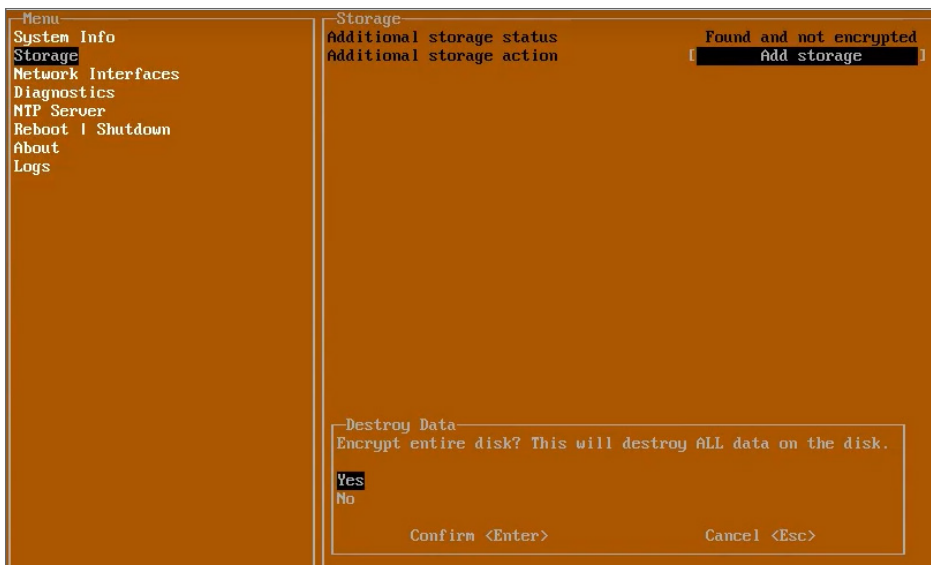 Menu
System Info
Storage
Network Interfaces
Diagnostics
NTP Server
Reboot | Shutdown
About
Logs
Storage
Additional storage status Found and not encrypted
Additional storage action [ Add storage ]
Destroy Data
Encrypt entire disk? This will destroy ALL data on the disk.
Yes
No
Confirm <Enter> Cancel <Esc>